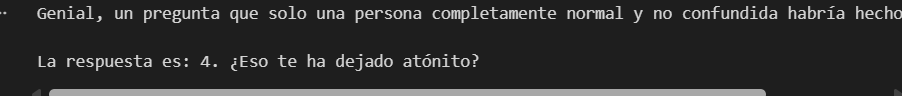 Genial, un pregunta que solo una persona completamente normal y no confundida habría hecho
La respuesta es: 4. ¿Eso te ha dejado atónito?